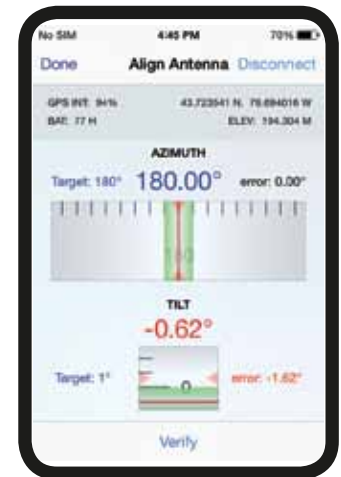 No SIM 4:45 PM 70%
Done Align Antenna Disconnect
GPS INT: 94% 43.723541 N, 79.694016 W
BAT: 77 H ELEV: 194.304 M
AZIMUTH
Target: 180° 180.00° error: 0.00°
180
TILT
-0.62°
Target: 1° 0 error: -1.62°
Verify